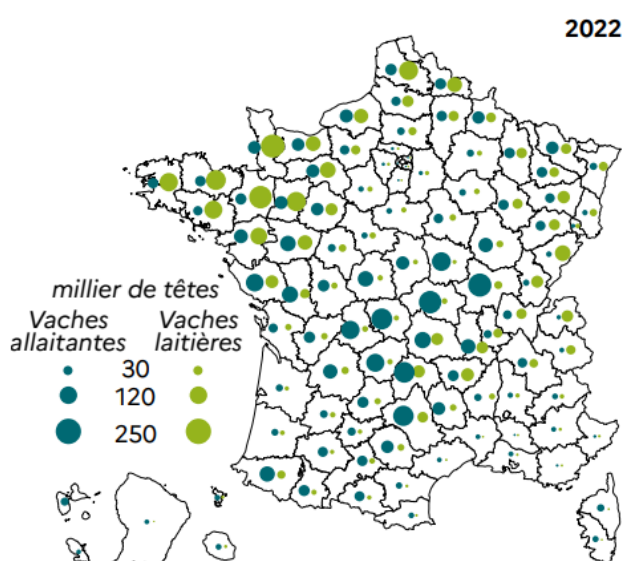 2022
millier de têtes
Vaches allaitantes
Vaches laitières
30
120
250